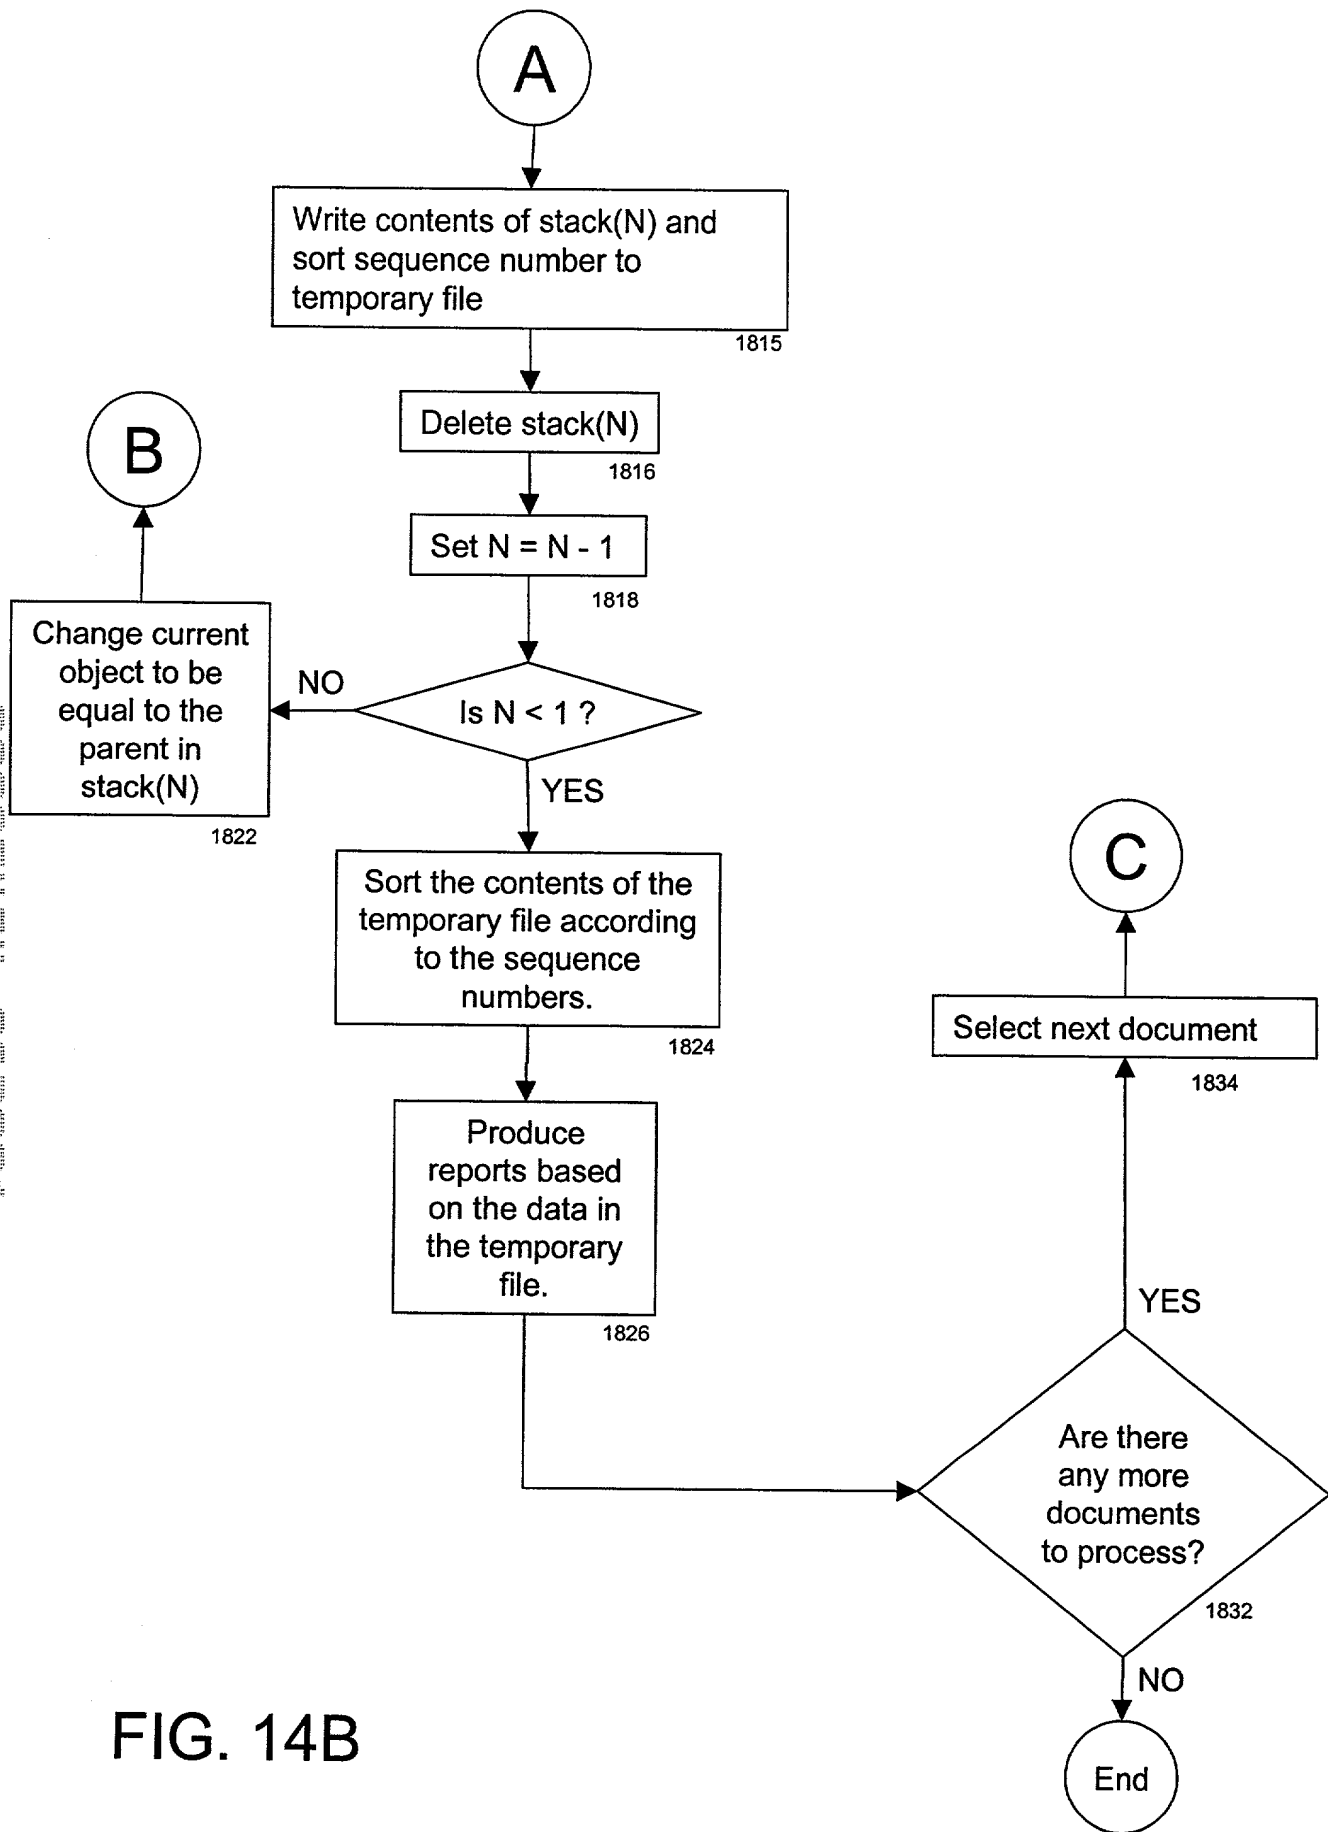 A
Write contents of stack(N) and
sort sequence number to
temporary file
1815
Delete stack(N)
1816
B
Set N = N - 1
1818
Change current
object to be
equal to the
parent in
stack(N)
1822
NO
Is N < 1 ?
YES
Sort the contents of the
temporary file according
to the sequence
numbers.
1824
Produce
reports based
on the data in
the temporary
file.
1826
C
Select next document
1834
YES
Are there
any more
documents
to process?
1832
NO
End
FIG. 14B